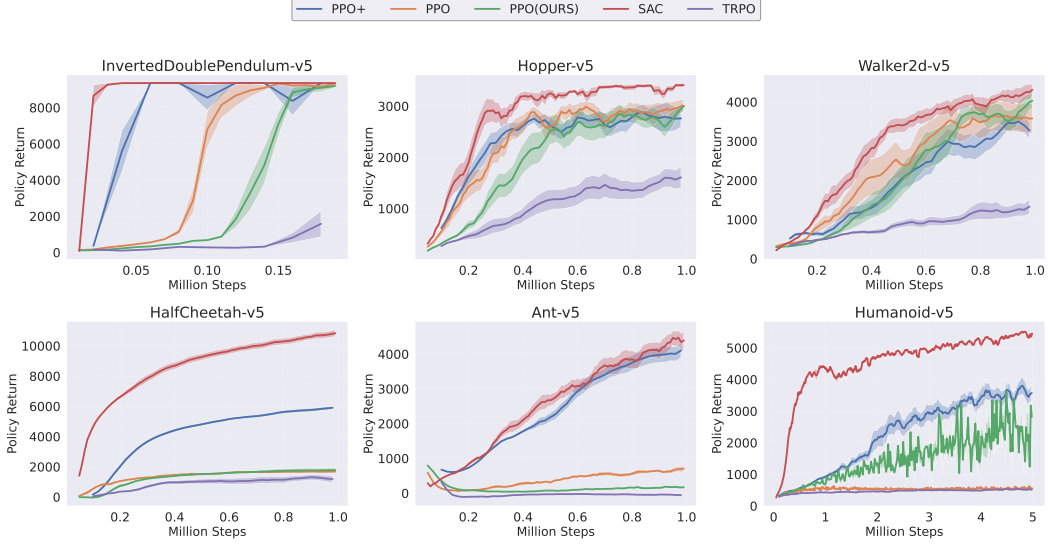 PPO+ PPO PPO(OURS) SAC TRPO
InvertedDoublePendulum-v5
Policy Return
8000
6000
4000
2000
0
0.05 0.10 0.15
Million Steps
Hopper-v5
Policy Return
3000
2000
1000
0.2 0.4 0.6 0.8 1.0
Million Steps
Walker2d-v5
Policy Return
4000
3000
2000
1000
0
0.2 0.4 0.6 0.8 1.0
Million Steps
HalfCheetah-v5
Policy Return
10000
8000
6000
4000
2000
0
0.2 0.4 0.6 0.8 1.0
Million Steps
Ant-v5
Policy Return
4000
3000
2000
1000
0
0.2 0.4 0.6 0.8 1.0
Million Steps
Humanoid-v5
Policy Return
5000
4000
3000
2000
1000
0
0 1 2 3 4 5
Million Steps